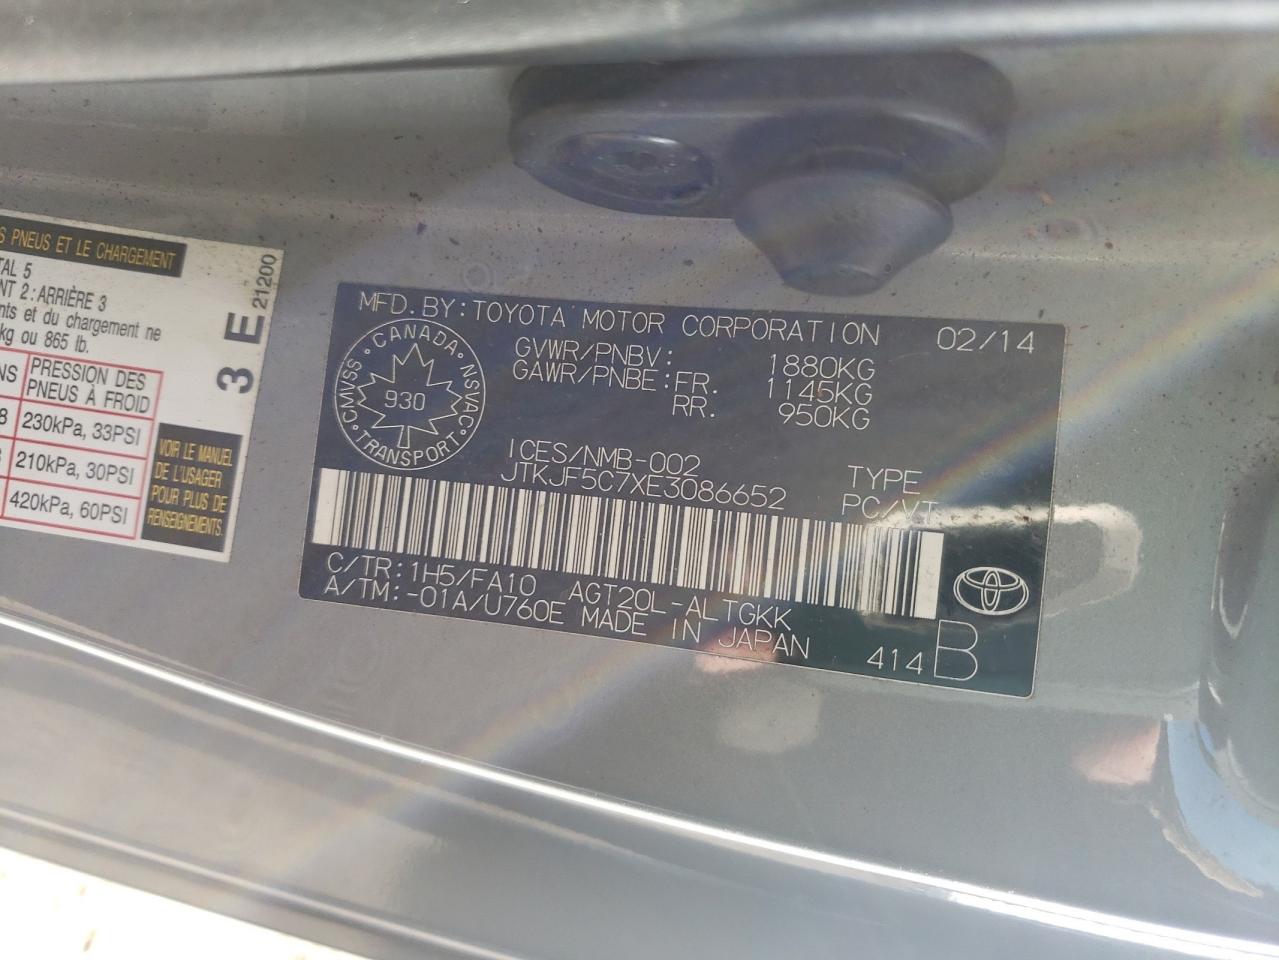 S PNEUS ET LE CHARGEMENT
TAL 5
NT 2 : ARRIÈRE 3
nts et du chargement ne
kg ou 865 lb.
NS PRESSION DES
PNEUS À FROID
8 230kPa, 33PSI
210kPa, 30PSI
420kPa, 60PSI
3 E
21200
VOIR LE MANUEL
DE L'USAGER
POUR PLUS DE
RENSEIGNEMENTS.
MFD. BY: TOYOTA MOTOR CORPORATION 02/14
GVWR/PNBV: 1880KG
GAWR/PNBE: FR. 1145KG
RR. 950KG
CANADA
CMVSS NSVAC
930
TRANSPORT
ICES/NMB-002
JTKJF5C7XE3086652
TYPE
PC/VT
C/TR: 1H5/FA10 AGT20L-ALTGKK
A/TM: -01A/U760E MADE IN JAPAN
414 B